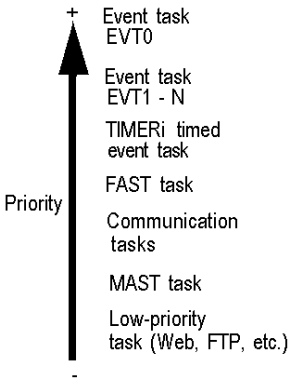 +
Event task
EVT0
Event task
EVT1 - N
TIMERi timed
event task
FAST task
Priority
Communication
tasks
MAST task
Low-priority
task (Web, FTP, etc.)
-